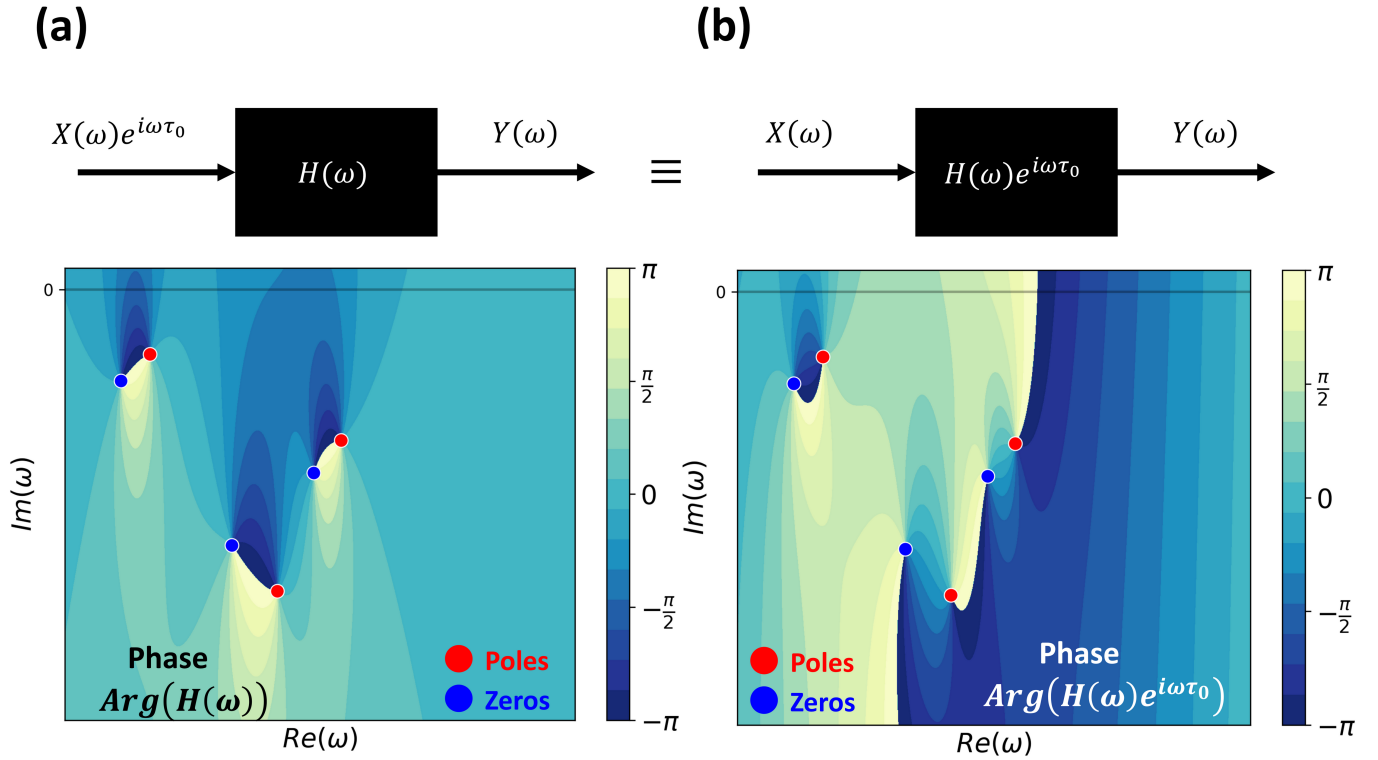 (a)
(b)
X(ω)e^{iωτ₀}
H(ω)
Y(ω)
≡
X(ω)
H(ω)e^{iωτ₀}
Y(ω)
0
Im(ω)
Re(ω)
Phase
Arg(H(ω))
Poles
Zeros
π
π/2
0
−π/2
−π
0
Im(ω)
Re(ω)
Poles
Zeros
Phase
Arg(H(ω)e^{iωτ₀})
π
π/2
0
−π/2
−π